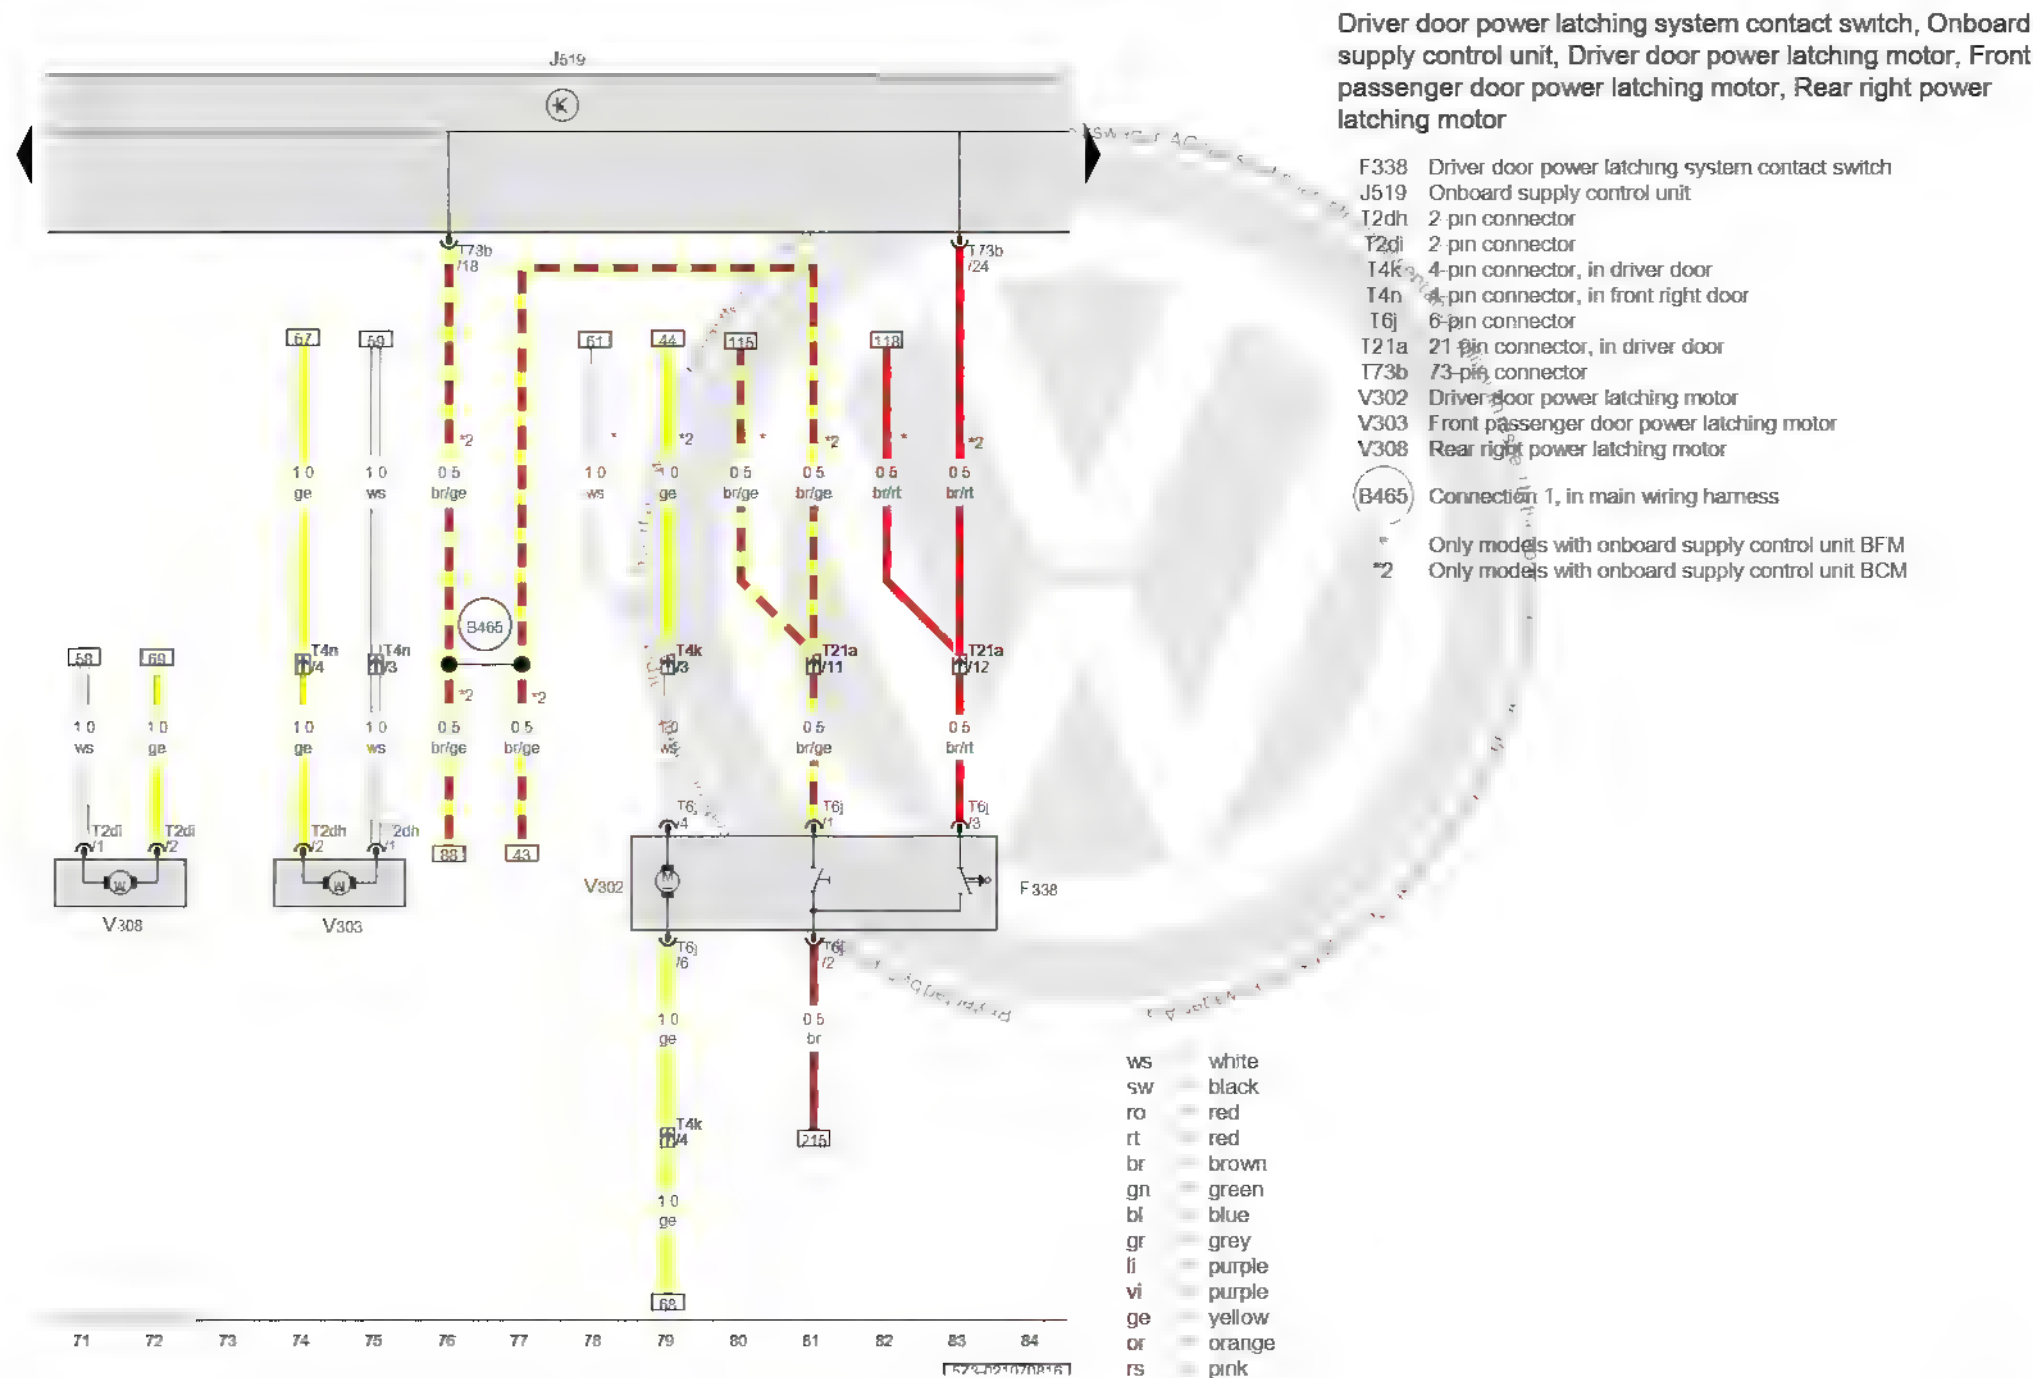 J519
K
T73b
/18
T73b
/24
67
59
61
44
115
118
*2
*
*2
*
*2
*
*2
1 0
ge
1 0
ws
0 5
br/ge
1 0
ws
1 0
ge
0 5
br/ge
0 5
br/ge
0 5
br/rt
0 5
br/rt
B465
58
69
T4n
/4
T4n
/3
T4k
/3
T21a
/11
T21a
/12
*2
*2
1 0
ws
1 0
ge
1 0
ge
1 0
ws
0 5
br/ge
0 5
br/ge
1 0
ws
0 5
br/ge
0 5
br/rt
T2di
/1
T2di
/2
T2dh
/2
2dh
/1
88
43
T6j
/4
T6j
/1
T6j
/3
M
V308
V303
V302
F338
T6j
/6
T6j
/2
1 0
ge
0 5
br
T4k
/4
215
1 0
ge
68
71 72 73 74 75 76 77 78 79 80 81 82 83 84
Driver door power latching system contact switch, Onboard
supply control unit, Driver door power latching motor, Front
passenger door power latching motor, Rear right power
latching motor
F338 Driver door power latching system contact switch
J519 Onboard supply control unit
T2dh 2 pin connector
T2di 2 pin connector
T4k 4-pin connector, in driver door
T4n 4-pin connector, in front right door
T6j 6-pin connector
T21a 21 pin connector, in driver door
T73b 73-pin connector
V302 Driver door power latching motor
V303 Front passenger door power latching motor
V308 Rear right power latching motor
B465 Connection 1, in main wiring harness
* Only models with onboard supply control unit BFM
*2 Only models with onboard supply control unit BCM
ws = white
sw = black
ro = red
rt = red
br = brown
gn = green
bl = blue
gr = grey
li = purple
vi = purple
ge = yellow
or = orange
rs = pink